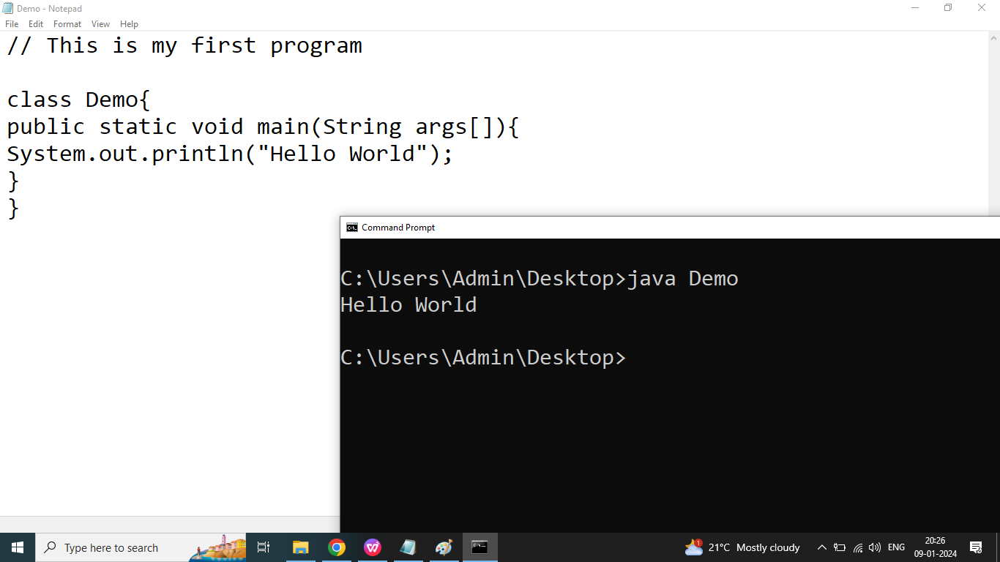 Demo - Notepad
File Edit Format View Help
// This is my first program
class Demo{
public static void main(String args[]){
System.out.println("Hello World");
}
}
Command Prompt
C:\Users\Admin\Desktop>java Demo
Hello World
C:\Users\Admin\Desktop>
Type here to search
1
21°C Mostly cloudy
ENG
20:26
09-01-2024